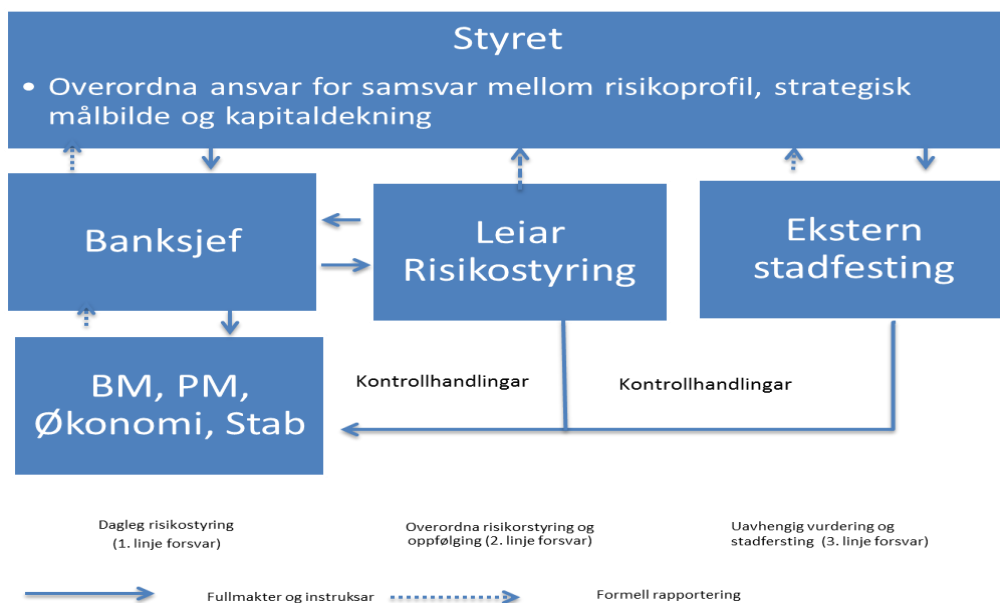 Styret
• Overordna ansvar for samsvar mellom risikoprofil, strategisk
målbilde og kapitaldekning
Banksjef
Leiar
Risikostyring
Ekstern
stadfesting
BM, PM,
Økonomi, Stab
Kontrollhandlingar
Kontrollhandlingar
Dagleg risikostyring
(1. linje forsvar)
Overordna risikorstyring og
oppfølging (2. linje forsvar)
Uavhengig vurdering og
stadfersting (3. linje forsvar)
Fullmakter og instruksar
Formell rapportering